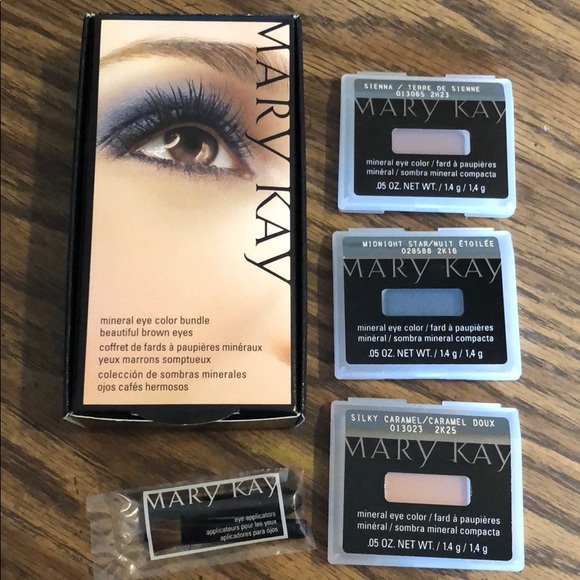 MARY KAY
mineral eye color bundle
beautiful brown eyes
coffret de fards à paupières minéraux
yeux marrons somptueux
colección de sombras minerales
ojos cafés hermosos
SIENNA / TERRE DE SIENNE
013065 2H23
MARY KAY
mineral eye color / fard à paupières
minéral / sombra mineral compacta
.05 OZ. NET WT. / 1.4 g / 1,4 g
MIDNIGHT STAR/NUIT ÉTOILÉE
028588 2K16
MARY KAY
mineral eye color / fard à paupières
minéral / sombra mineral compacta
.05 OZ. NET WT. / 1.4 g / 1,4 g
SILKY CARAMEL/CARAMEL DOUX
013023 2K25
MARY KAY
mineral eye color / fard à paupières
minéral / sombra mineral compacta
.05 OZ. NET WT. / 1.4 g / 1,4 g
MARY KAY
eye applicators
applicateurs pour les yeux
aplicadores para ojos